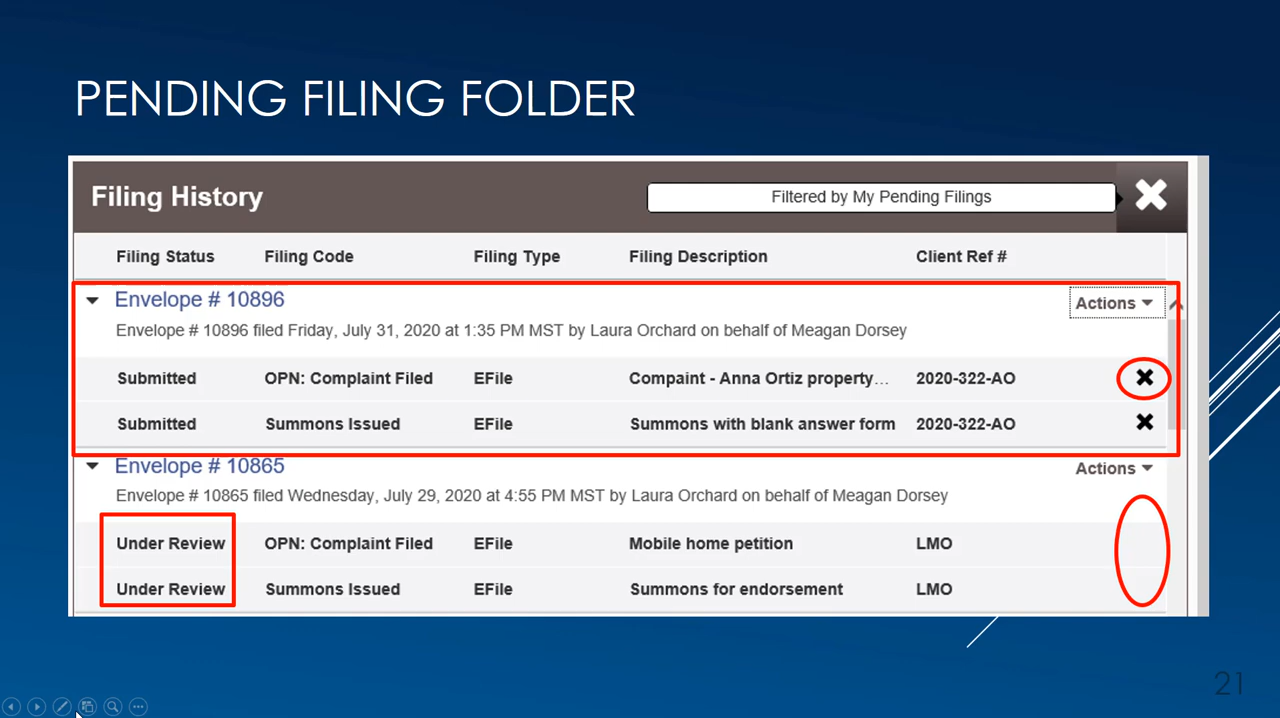 PENDING FILING FOLDER
Filing History
Filtered by My Pending Filings
Filing Status Filing Code Filing Type Filing Description Client Ref #
Envelope # 10896 Actions
Envelope # 10896 filed Friday, July 31, 2020 at 1:35 PM MST by Laura Orchard on behalf of Meagan Dorsey
Submitted OPN: Complaint Filed EFile Compaint - Anna Ortiz property... 2020-322-AO
Submitted Summons Issued EFile Summons with blank answer form 2020-322-AO
Envelope # 10865 Actions
Envelope # 10865 filed Wednesday, July 29, 2020 at 4:55 PM MST by Laura Orchard on behalf of Meagan Dorsey
Under Review OPN: Complaint Filed EFile Mobile home petition LMO
Under Review Summons Issued EFile Summons for endorsement LMO
21